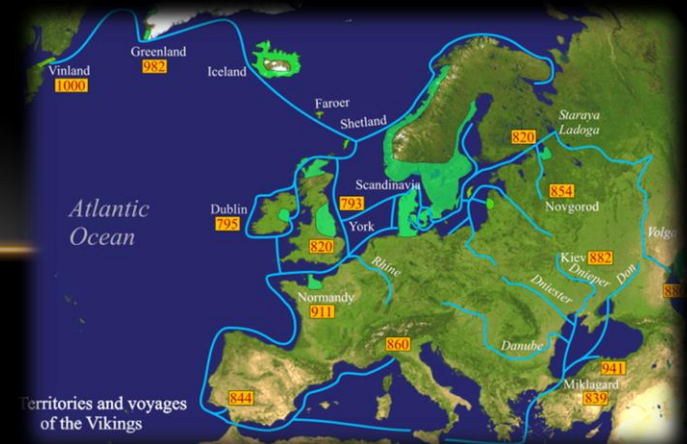 Greenland
982
Vinland
1000
Iceland
Faroer
Shetland
Staraya
Ladoga
820
854
Novgorod
Scandinavia
Dublin
795
793
York
820
Atlantic
Ocean
Volga
Kiev 882
Dnieper
Don
Dniester
Rhine
Normandy
911
860
Danube
941
Miklagard
839
844
Territories and voyages
of the Vikings